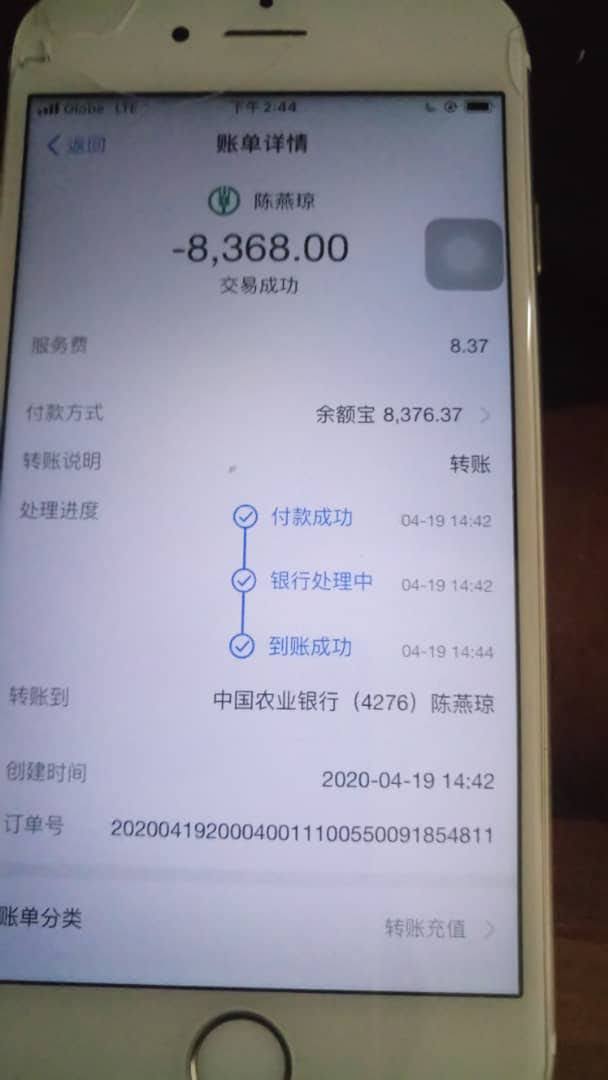 Globe LTE 下午2:44
返回 账单详情
陈燕琼
-8,368.00
交易成功
服务费 8.37
付款方式 余额宝 8,376.37
转账说明 转账
处理进度 付款成功 04-19 14:42
银行处理中 04-19 14:42
到账成功 04-19 14:44
转账到 中国农业银行（4276）陈燕琼
创建时间 2020-04-19 14:42
订单号 20200419200040011100550091854811
账单分类 转账充值